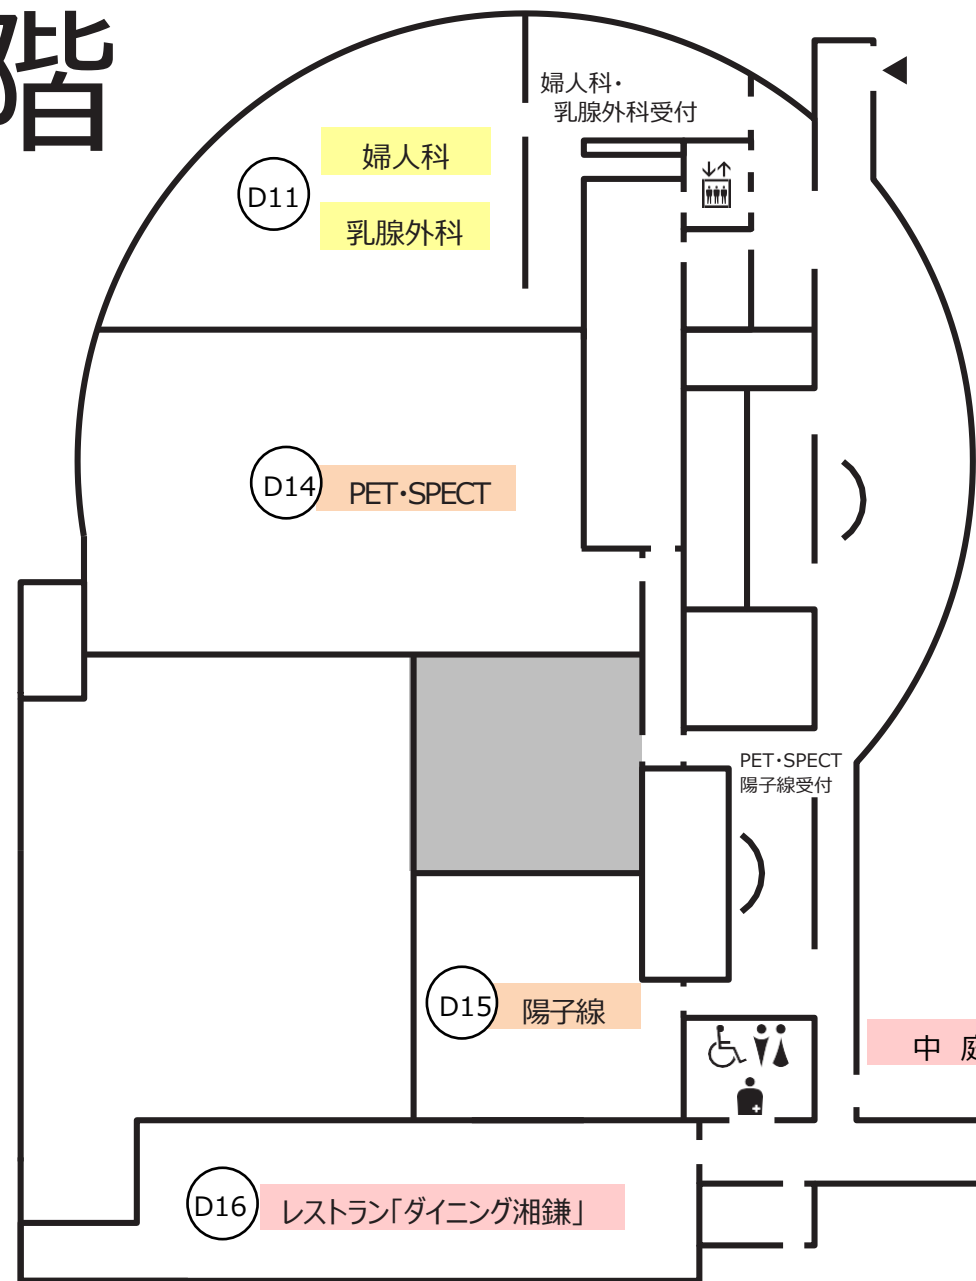 階
婦人科・
乳腺外科受付
婦人科
D11
乳腺外科
D14 PET・SPECT
PET・SPECT
陽子線受付
D15 陽子線
中 庭
D16 レストラン「ダイニング湘鎌」